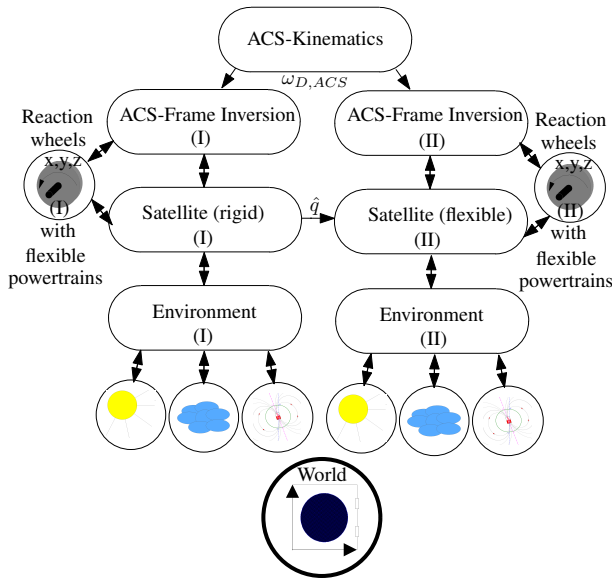 ACS-Kinematics
ω_{D,ACS}
ACS-Frame Inversion
(I)
ACS-Frame Inversion
(II)
Reaction
wheels
x,y,z
(I)
with
flexible
powertrains
Reaction
wheels
x,y,z
(II)
with
flexible
powertrains
Satellite (rigid)
(I)
q̂
Satellite (flexible)
(II)
Environment
(I)
Environment
(II)
World